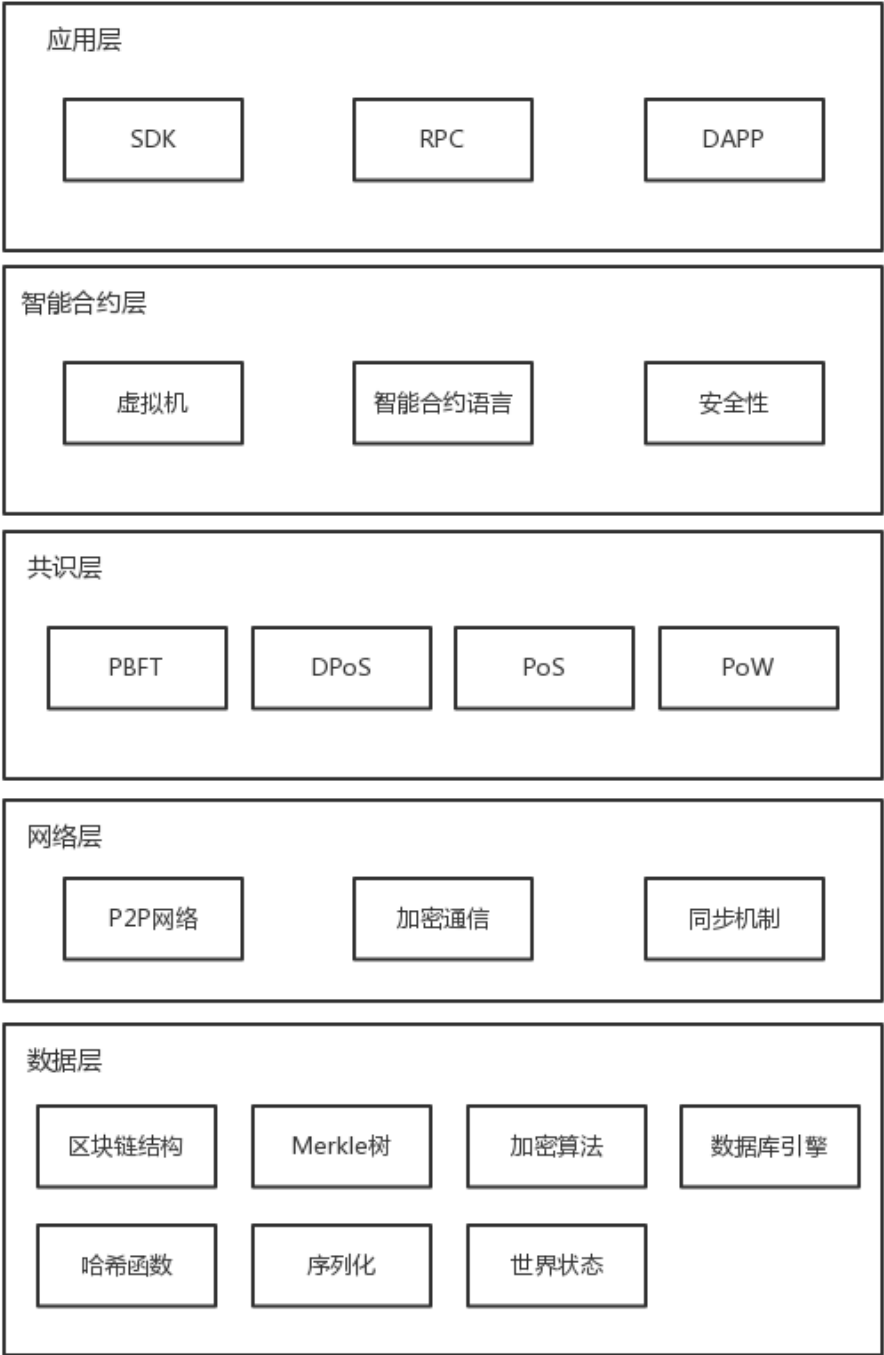 应用层
SDK
RPC
DAPP
智能合约层
虚拟机
智能合约语言
安全性
共识层
PBFT
DPoS
PoS
PoW
网络层
P2P网络
加密通信
同步机制
数据层
区块链结构
Merkle树
加密算法
数据库引擎
哈希函数
序列化
世界状态